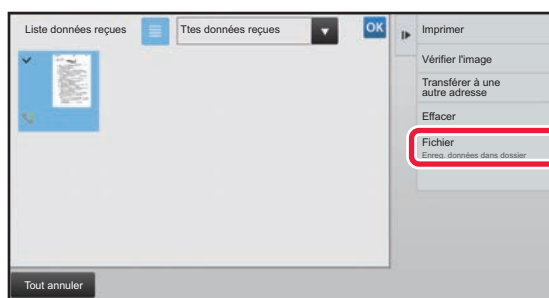 Liste données reçues
Ttes données reçues
OK
Imprimer
Vérifier l'image
Transférer à une
autre adresse
Effacer
Fichier
Enreg. données dans dossier
Tout annuler